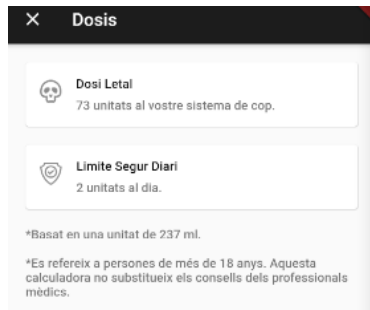 Dosis
Dosi Letal
73 unitats al vostre sistema de cop.
Limite Segur Diari
2 unitats al dia.
*Basat en una unitat de 237 ml.
*Es refereix a persones de més de 18 anys. Aquesta
calculadora no substitueix els consells dels professionals
mèdics.